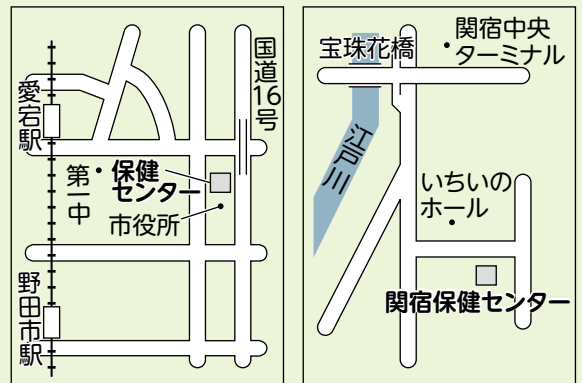 国道16号
愛宕駅
第一中
保健
センター
市役所
野田市駅
関宿中央
ターミナル
宝珠花橋
江戸川
いちいの
ホール
関宿保健センター